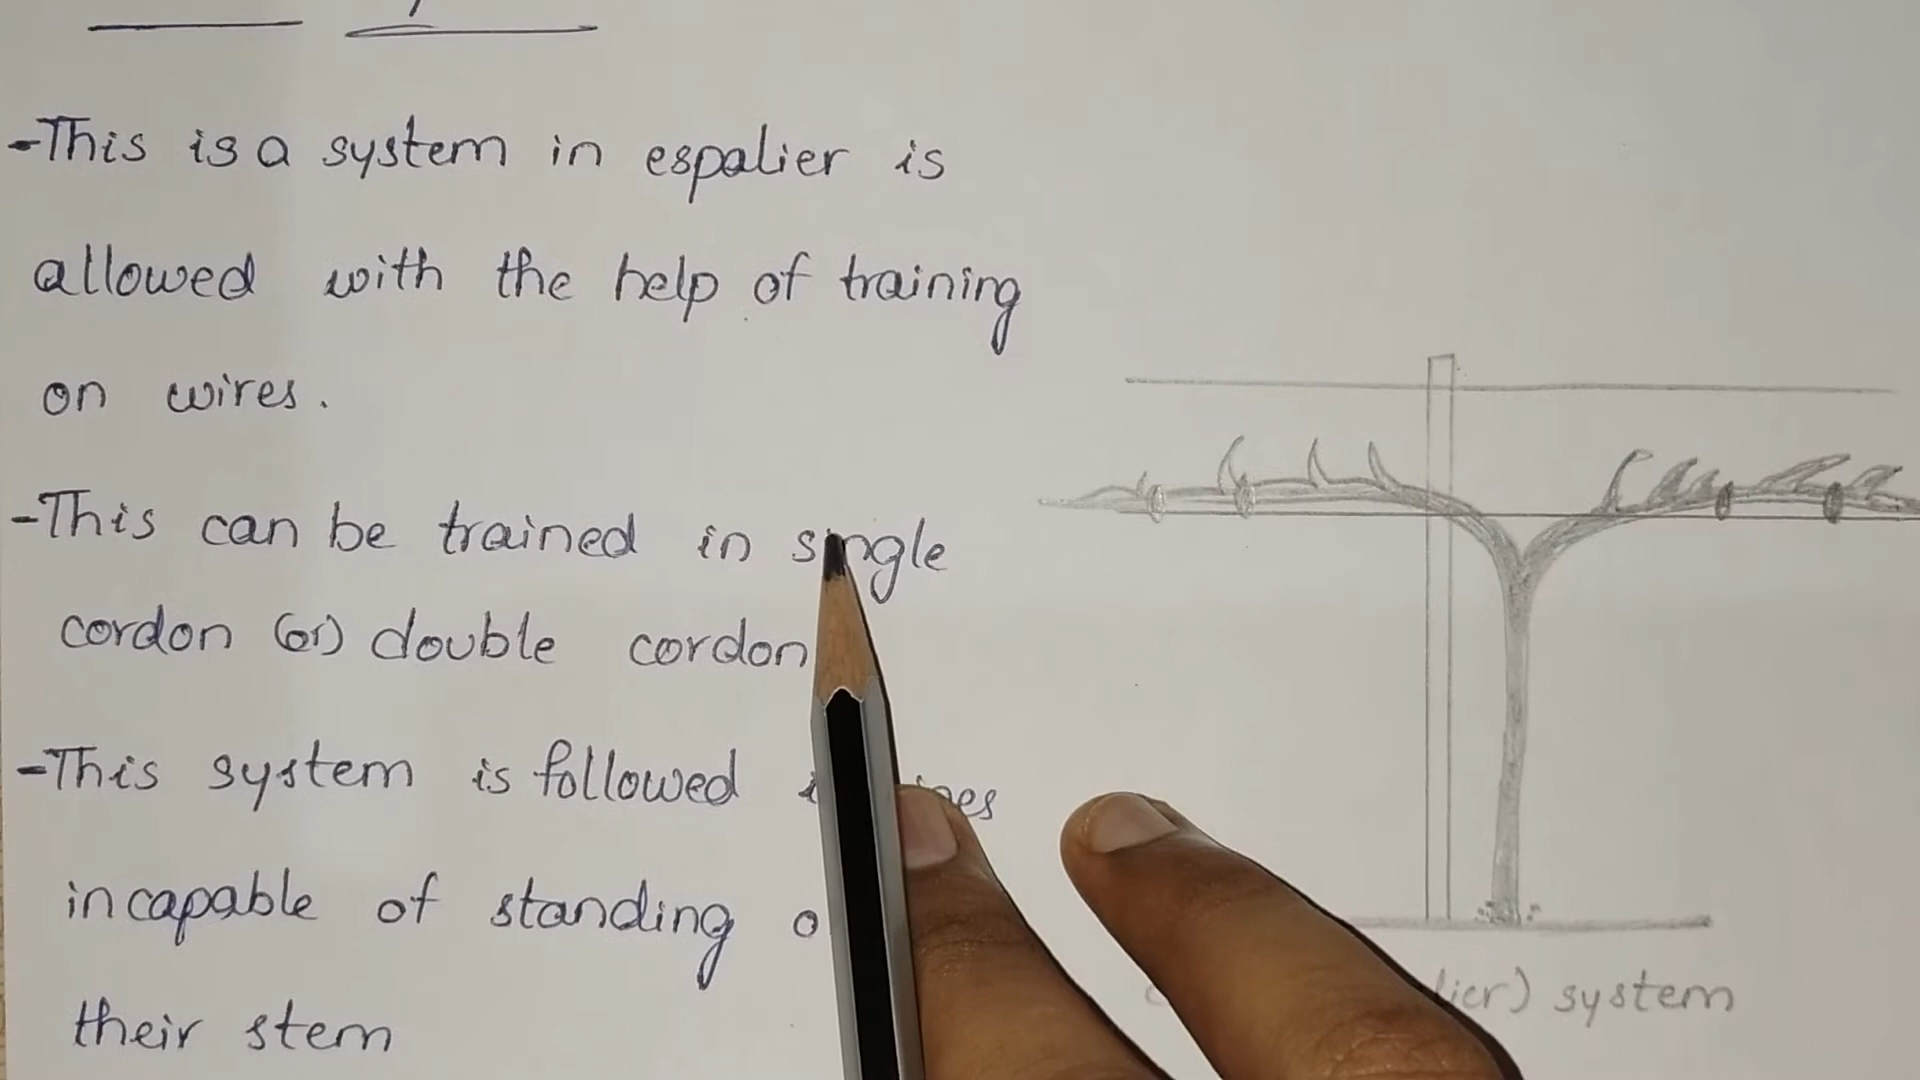 -This is a system in espalier is
allowed with the help of training
on wires.
-This can be trained in single
cordon (or) double cordon
-This system is followed
incapable of standing
their stem
system